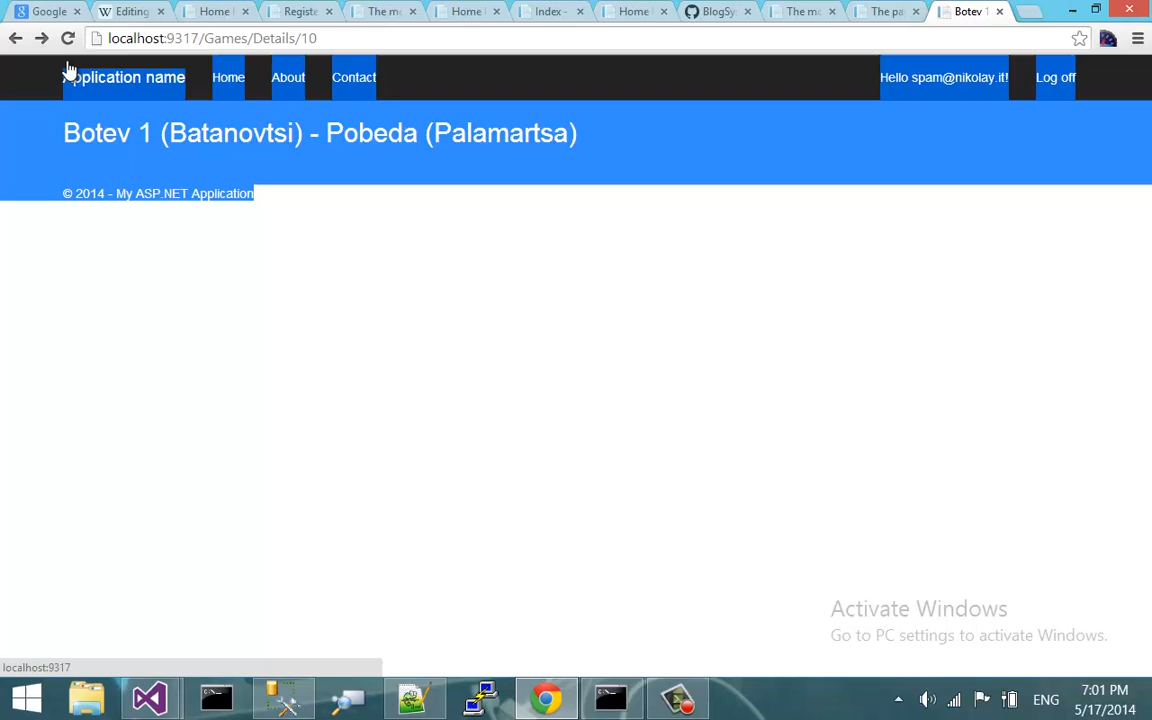 Google
Editing
Home
Registe
The mo
Home
Index -
Home
BlogSy
The mo
The pa
Botev 1
localhost:9317/Games/Details/10
Application name Home About Contact Hello spam@nikolay.it! Log off
Botev 1 (Batanovtsi) - Pobeda (Palamartsa)
© 2014 - My ASP.NET Application
Activate Windows
Go to PC settings to activate Windows.
localhost:9317
ENG
7:01 PM
5/17/2014